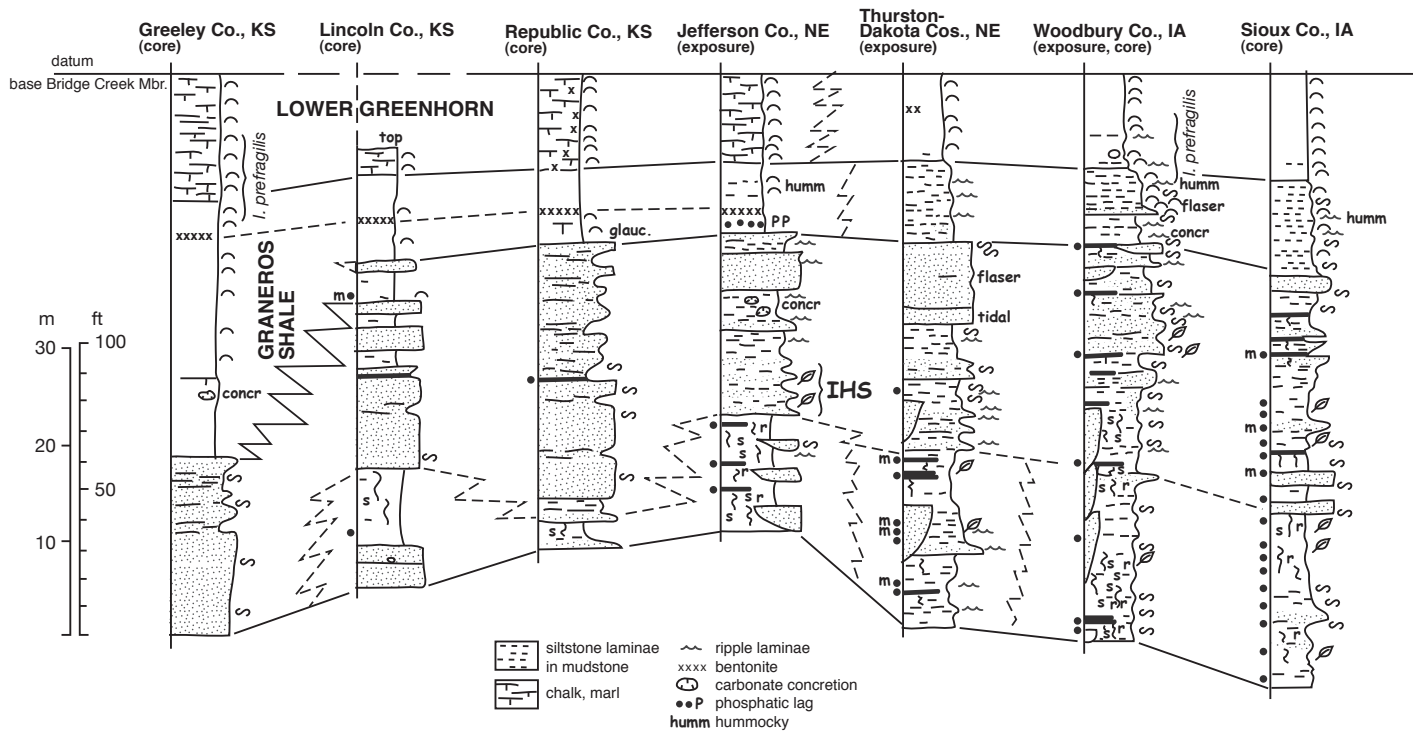 Greeley Co., KS
(core)
Lincoln Co., KS
(core)
Republic Co., KS
(core)
Jefferson Co., NE
(exposure)
Thurston-
Dakota Cos., NE
(exposure)
Woodbury Co., IA
(exposure, core)
Sioux Co., IA
(core)
datum
base Bridge Creek Mbr.
LOWER GREENHORN
top
I. prefragilis
I. prefragilis
x
x
x
x
x
xx
humm
humm
flaser
concr
humm
xxxxx
xxxxx
xxxxx
xxxxx
glauc.
PP
GRANEROS
SHALE
m
concr
flaser
tidal
m
concr
IHS
m
ft
30
100
20
50
10
s
s
r
s
r
s r
s
m
m
m
m
m
s
s
s
s r
s
s
s r r
s r
m
m
r
r
r
siltstone laminae
in mudstone
chalk, marl
ripple laminae
xxxx bentonite
carbonate concretion
P phosphatic lag
humm hummocky